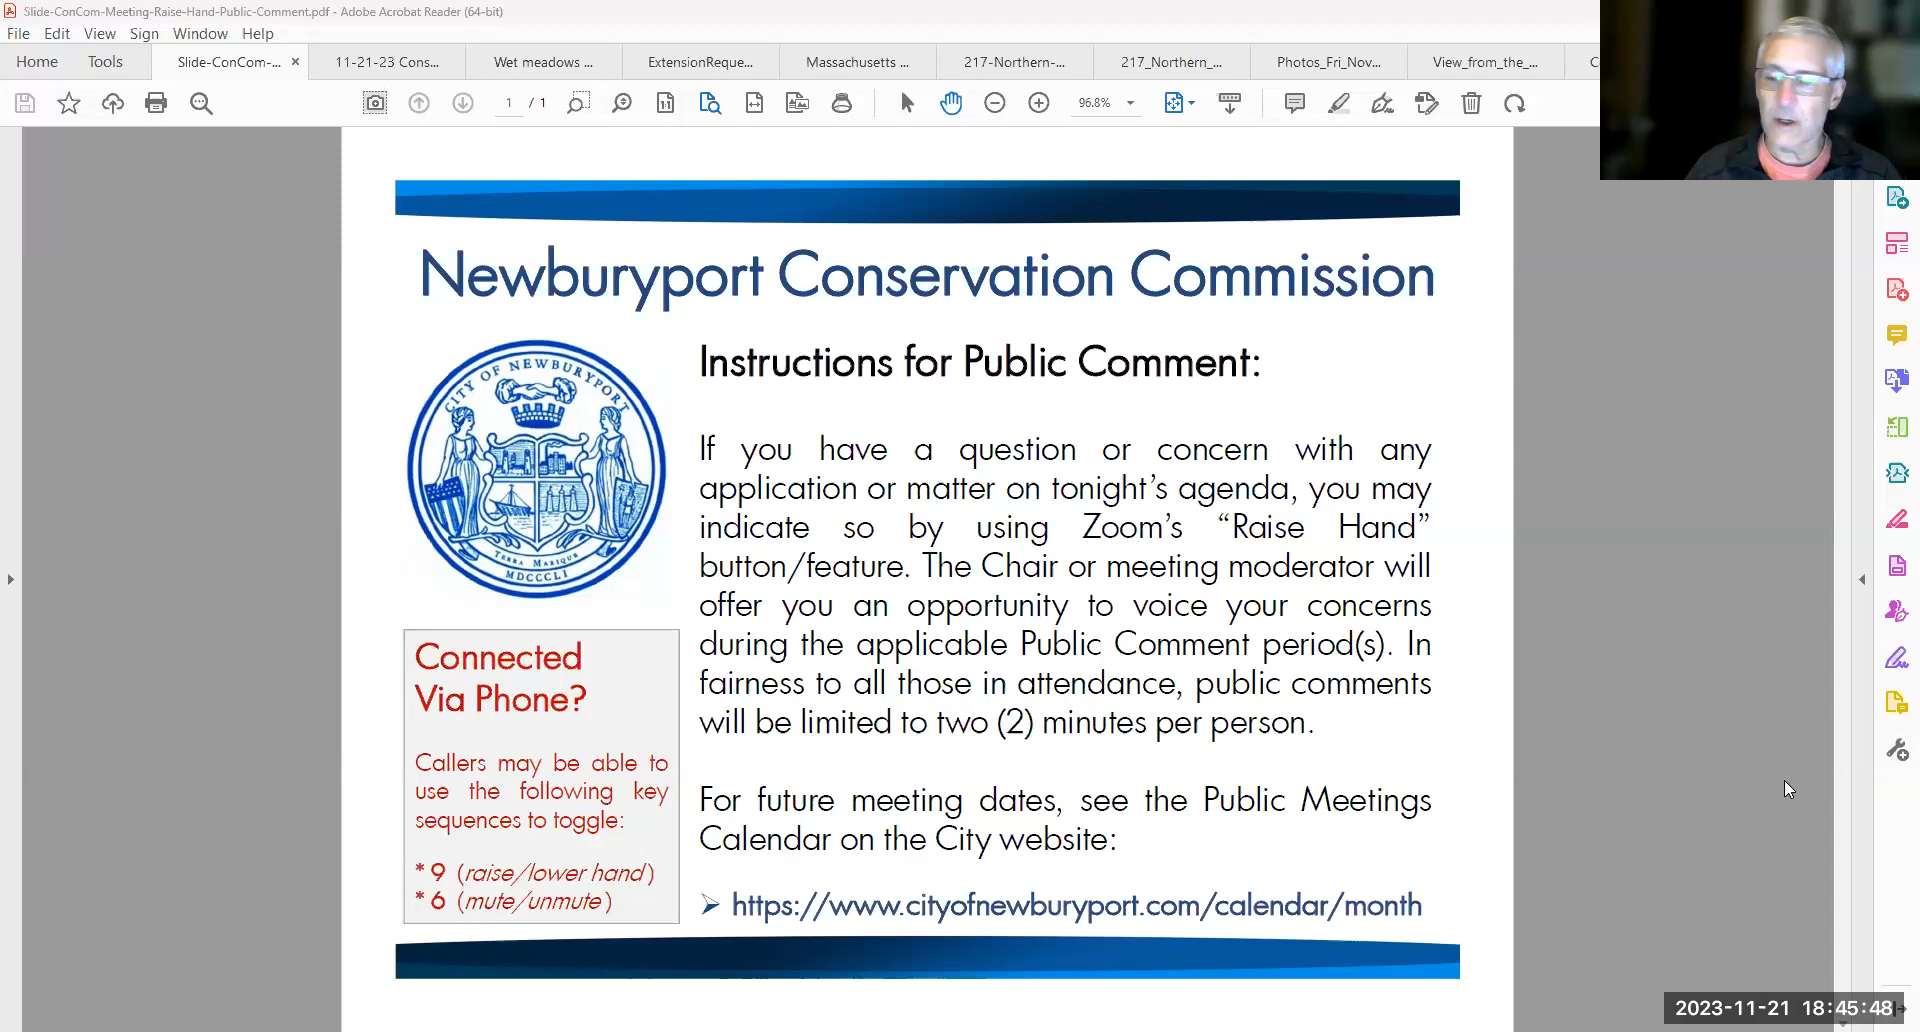 Slide-ConCom-Meeting-Raise-Hand-Public-Comment.pdf - Adobe Acrobat Reader (64-bit)
File Edit View Sign Window Help
Home Tools Slide-ConCom-... × 11-21-23 Cons... Wet meadows ... ExtensionReque... Massachusetts ... 217-Northern-... 217_Northern_... Photos_Fri_Nov... View_from_the_...
1 / 1 96.8%
Newburyport Conservation Commission
CITY OF NEWBURYPORT
TERRA MARIQUE
MDCCCLI
Instructions for Public Comment:
If you have a question or concern with any
application or matter on tonight's agenda, you may
indicate so by using Zoom's “Raise Hand”
button/feature. The Chair or meeting moderator will
offer you an opportunity to voice your concerns
during the applicable Public Comment period(s). In
fairness to all those in attendance, public comments
will be limited to two (2) minutes per person.
For future meeting dates, see the Public Meetings
Calendar on the City website:
➢ https://www.cityofnewburyport.com/calendar/month
Connected
Via Phone?
Callers may be able to
use the following key
sequences to toggle:
* 9 (raise/lower hand)
* 6 (mute/unmute)
2023-11-21 18:45:48